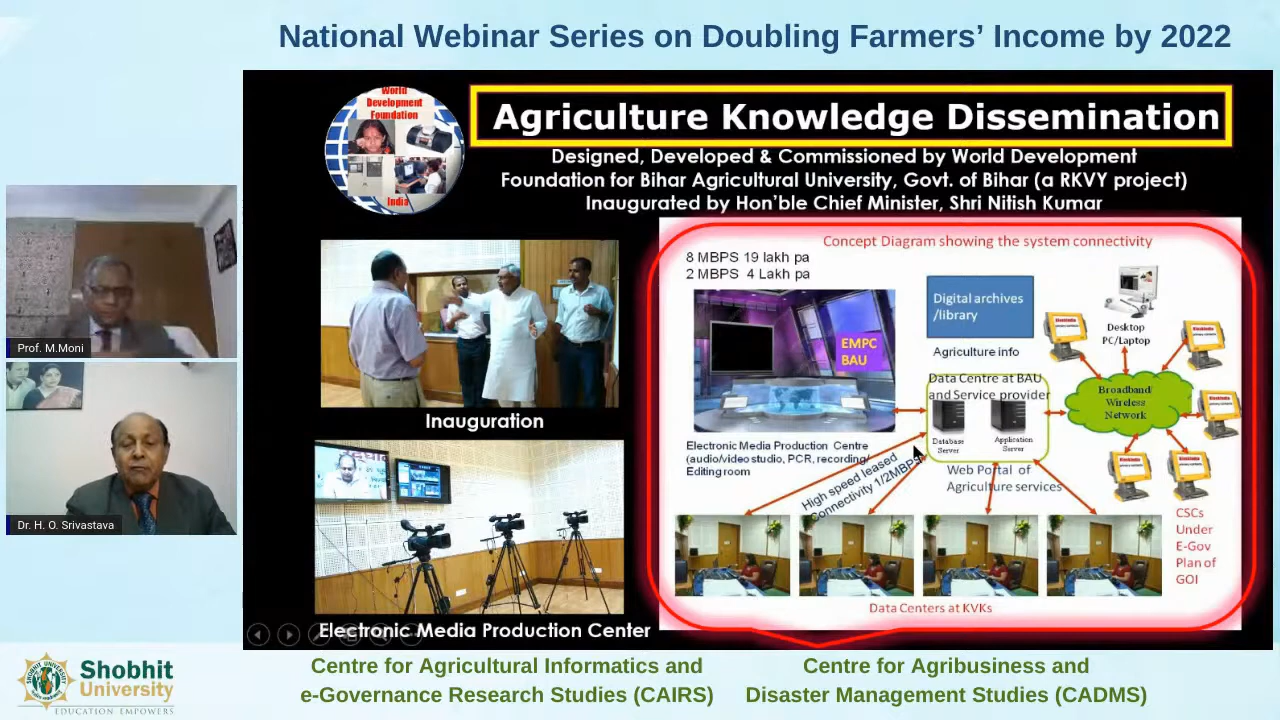 National Webinar Series on Doubling Farmers’ Income by 2022
World
Development
Foundation
India
Agriculture Knowledge Dissemination
Designed, Developed & Commissioned by World Development
Foundation for Bihar Agricultural University, Govt. of Bihar (a RKVY project)
Inaugurated by Hon’ble Chief Minister, Shri Nitish Kumar
Prof. M.Moni
Dr. H. O. Srivastava
Inauguration
Electronic Media Production Center
Concept Diagram showing the system connectivity
8 MBPS 19 lakh pa
2 MBPS 4 Lakh pa
EMPC
BAU
Digital archives
/library
Agriculture info
Desktop
PC/Laptop
Data Centre at BAU
and Service provider
Database
Server
Application
Server
Broadband/
Wireless
Network
Electronic Media Production Centre
(audio/video studio, PCR, recording/
Editing room
High speed leased
Connectivity 1/2MBPS
Web Portal of
Agriculture services
CSCs
Under
E-Gov
Plan of
GOI
Data Centers at KVKs
Shobhit
University
EDUCATION EMPOWERS
Centre for Agricultural Informatics and
e-Governance Research Studies (CAIRS)
Centre for Agribusiness and
Disaster Management Studies (CADMS)